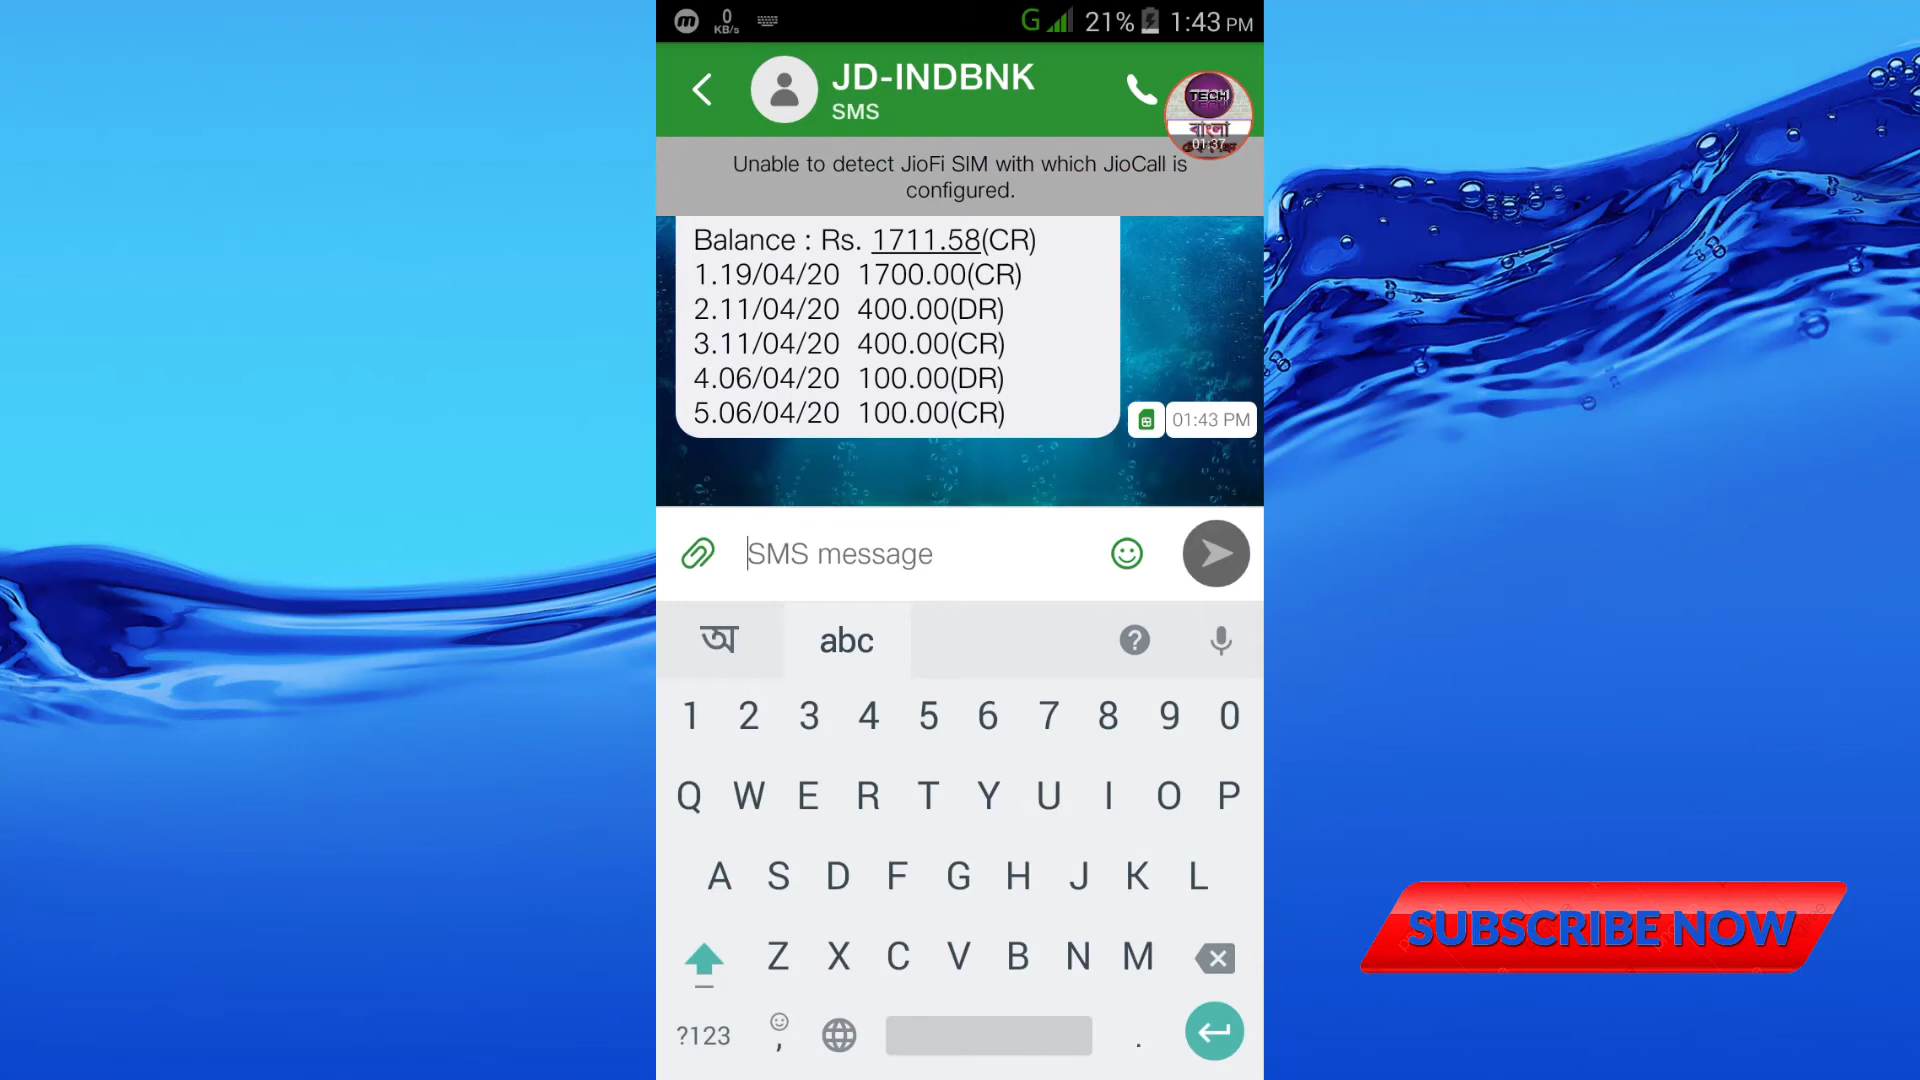 0
KB/s
G 21% 1:43 PM
JD-INDBNK
SMS
TECH
বাংলা
01:37
Unable to detect JioFi SIM with which JioCall is
configured.
Balance : Rs. 1711.58(CR)
1.19/04/20 1700.00(CR)
2.11/04/20 400.00(DR)
3.11/04/20 400.00(CR)
4.06/04/20 100.00(DR)
5.06/04/20 100.00(CR)
01:43 PM
SMS message
অ abc
1 2 3 4 5 6 7 8 9 0
Q W E R T Y U I O P
A S D F G H J K L
Z X C V B N M
?123 , .
SUBSCRIBE NOW